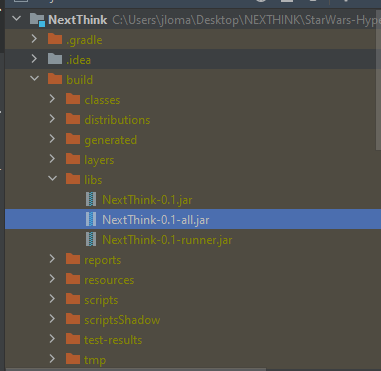 NextThink C:\Users\jloma\Desktop\NEXTHINK\StarWars-Hype
.gradle
.idea
build
classes
distributions
generated
layers
libs
NextThink-0.1.jar
NextThink-0.1-all.jar
NextThink-0.1-runner.jar
reports
resources
scripts
scriptsShadow
test-results
tmp